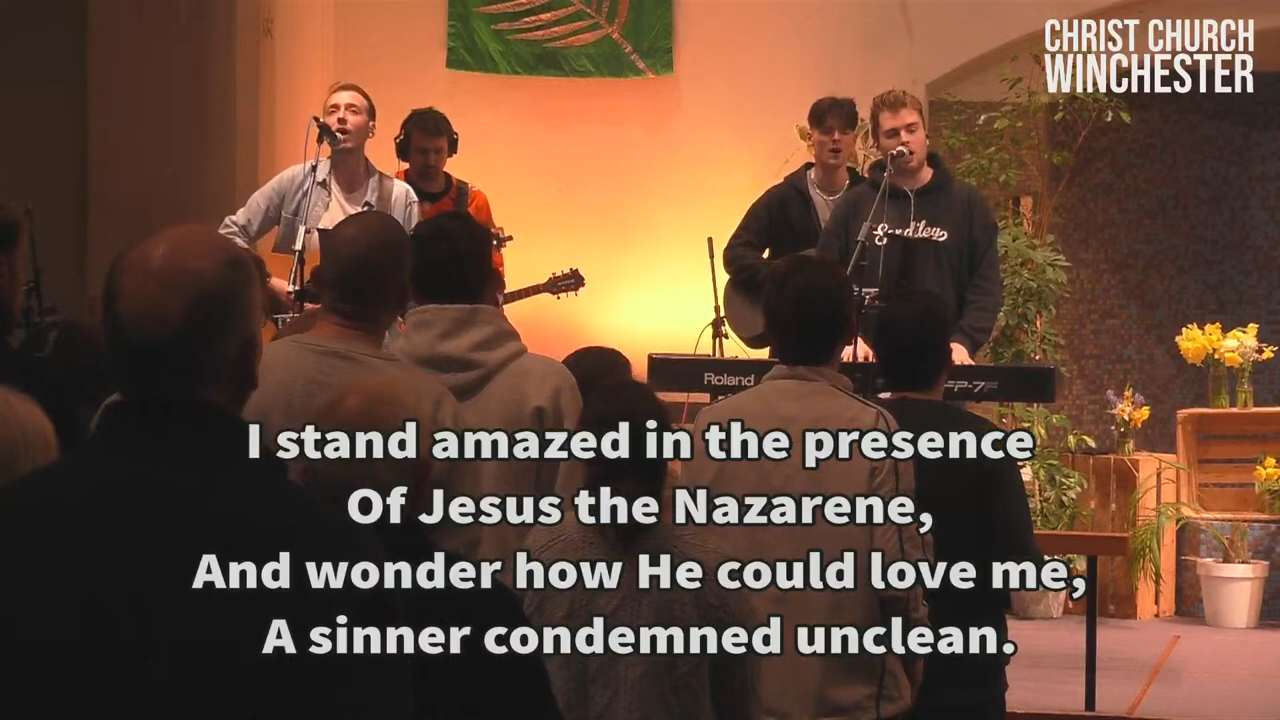 CHRIST CHURCH
WINCHESTER
Roland
FP-7F
I stand amazed in the presence
Of Jesus the Nazarene,
And wonder how He could love me,
A sinner condemned unclean.